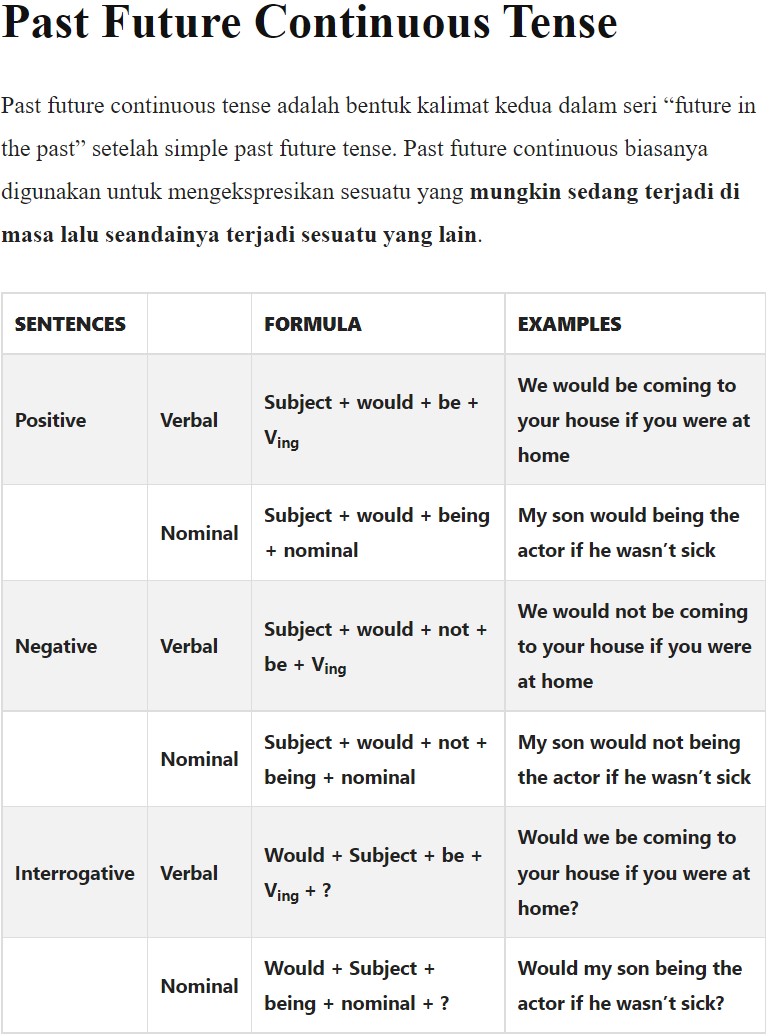 Past Future Continuous Tense
Past future continuous tense adalah bentuk kalimat kedua dalam seri “future in
the past” setelah simple past future tense. Past future continuous biasanya
digunakan untuk mengekspresikan sesuatu yang mungkin sedang terjadi di
masa lalu seandainya terjadi sesuatu yang lain.
SENTENCES FORMULA EXAMPLES
Positive Verbal
Subject + would + be +
Ving
We would be coming to
your house if you were at
home
Nominal
Subject + would + being
+ nominal
My son would being the
actor if he wasn’t sick
Negative Verbal
Subject + would + not +
be + Ving
We would not be coming
to your house if you were
at home
Nominal
Subject + would + not +
being + nominal
My son would not being
the actor if he wasn’t sick
Interrogative Verbal
Would + Subject + be +
Ving + ?
Would we be coming to
your house if you were at
home?
Nominal
Would + Subject +
being + nominal + ?
Would my son being the
actor if he wasn’t sick?